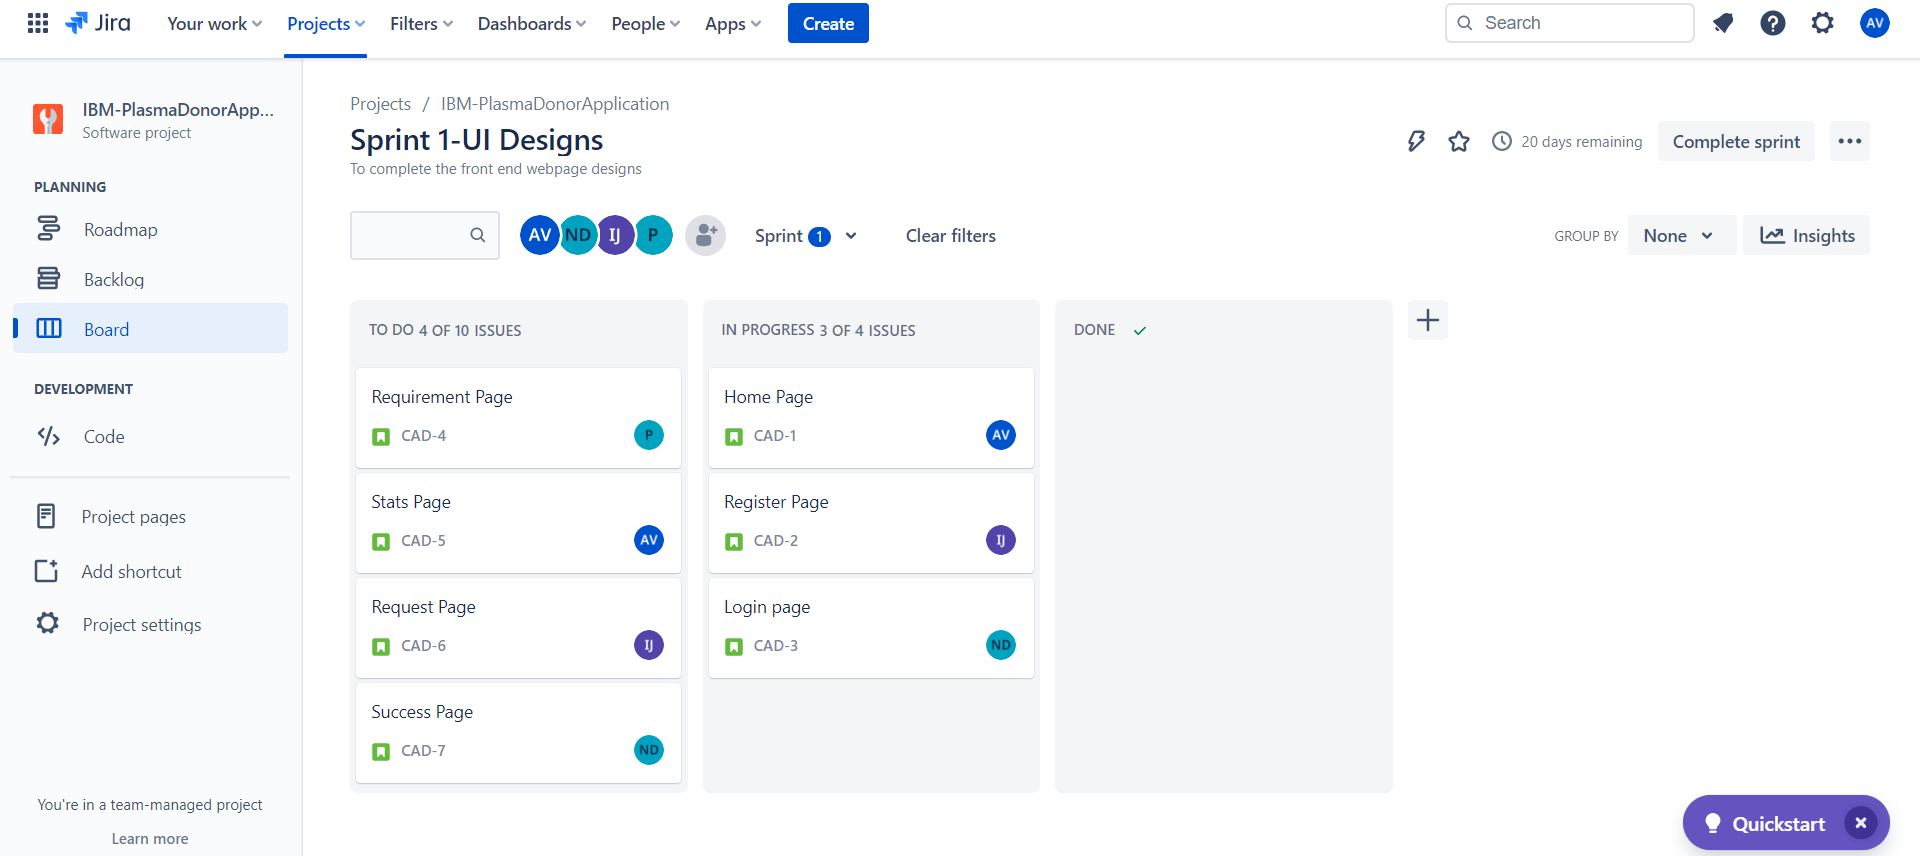 Jira Your work Projects Filters Dashboards People Apps Create Search AV
IBM-PlasmaDonorApp...
Software project
PLANNING
Roadmap
Backlog
Board
DEVELOPMENT
Code
Project pages
Add shortcut
Project settings
You're in a team-managed project
Learn more
Projects / IBM-PlasmaDonorApplication
Sprint 1-UI Designs
To complete the front end webpage designs
20 days remaining Complete sprint
AV ND IJ P Sprint 1 Clear filters GROUP BY None Insights
TO DO 4 OF 10 ISSUES
Requirement Page
CAD-4 P
Stats Page
CAD-5 AV
Request Page
CAD-6 IJ
Success Page
CAD-7 ND
IN PROGRESS 3 OF 4 ISSUES
Home Page
CAD-1 AV
Register Page
CAD-2 IJ
Login page
CAD-3 ND
DONE
Quickstart